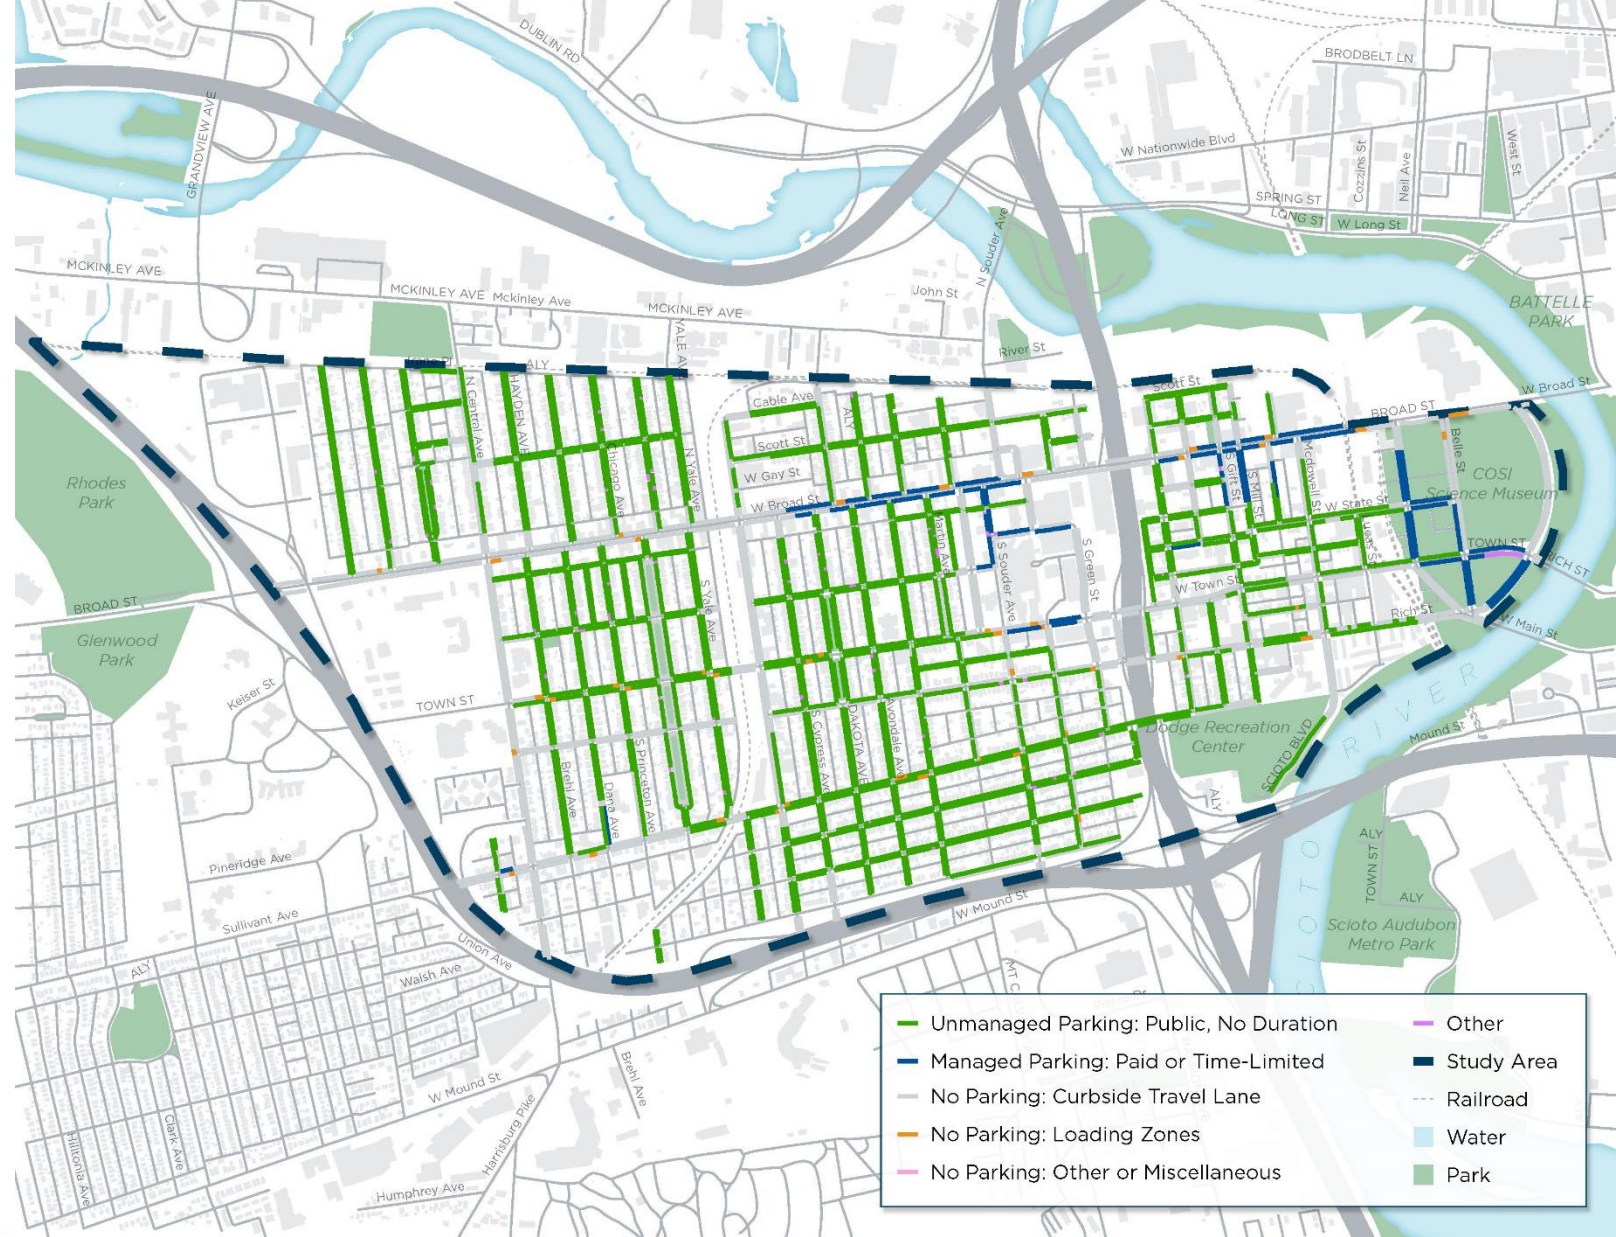 DUBLIN RD
BRODBELT LN
GRANDVIEW AVE
W Nationwide Blvd
Cozzins St
Neil Ave
West St
SPRING ST
LONG ST
W Long St
N Souder Ave
MCKINLEY AVE
MCKINLEY AVE
Mckinley Ave
MCKINLEY AVE
John St
BATTELLE
PARK
River St
ALY
Scott St
W Broad St
BROAD ST
Cable Ave
ALY
N Central Ave
HAYDEN AVE
Chicago Ave
N Yale Ave
Scott St
W Gay St
W Broad St
Rhodes
Park
S Gift St
S Mill St
Mcdowell St
W State St
Belle St
COSI
Science Museum
Martin Ave
S Souder Ave
S Green St
Lucas St
TOWN ST
RICH ST
W Town St
Rich St
W Main St
BROAD ST
Glenwood
Park
S Yale Ave
Keiser St
TOWN ST
S Cypress Ave
DAKOTA AVE
Avondale Ave
Dodge Recreation
Center
SCIOTO BLVD
RIVER
Mound St
Brehl Ave
Dana Ave
S Princeton Ave
ALY
Pineridge Ave
SCIOTO
ALY
TOWN ST
ALY
Sullivant Ave
Union Ave
W Mound St
Scioto Audubon
Metro Park
ALY
Walsh Ave
W Mound St
Brehl Ave
Harrisburg Pike
Clark Ave
Hiltonia Ave
Humphrey Ave
Unmanaged Parking: Public, No Duration
Managed Parking: Paid or Time-Limited
No Parking: Curbside Travel Lane
No Parking: Loading Zones
No Parking: Other or Miscellaneous
Other
Study Area
Railroad
Water
Park